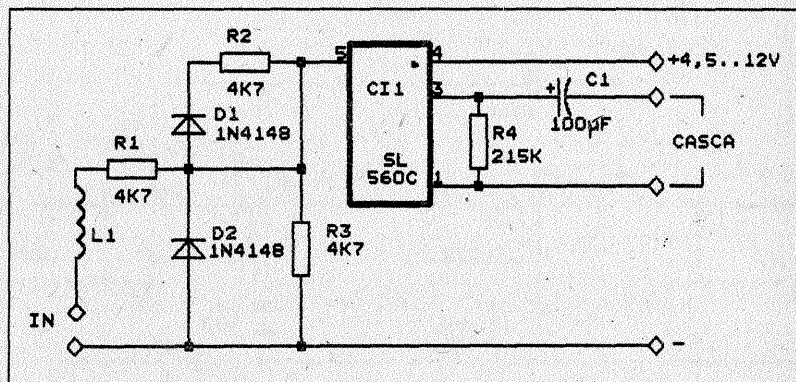 R2
4K7
D1
1N4148
R1
4K7
L1
D2
1N4148
R3
4K7
IN
5
4
CI1
3
SL
560C
1
+4,5..12V
+
C1
100µF
R4
215K
CASCA
-